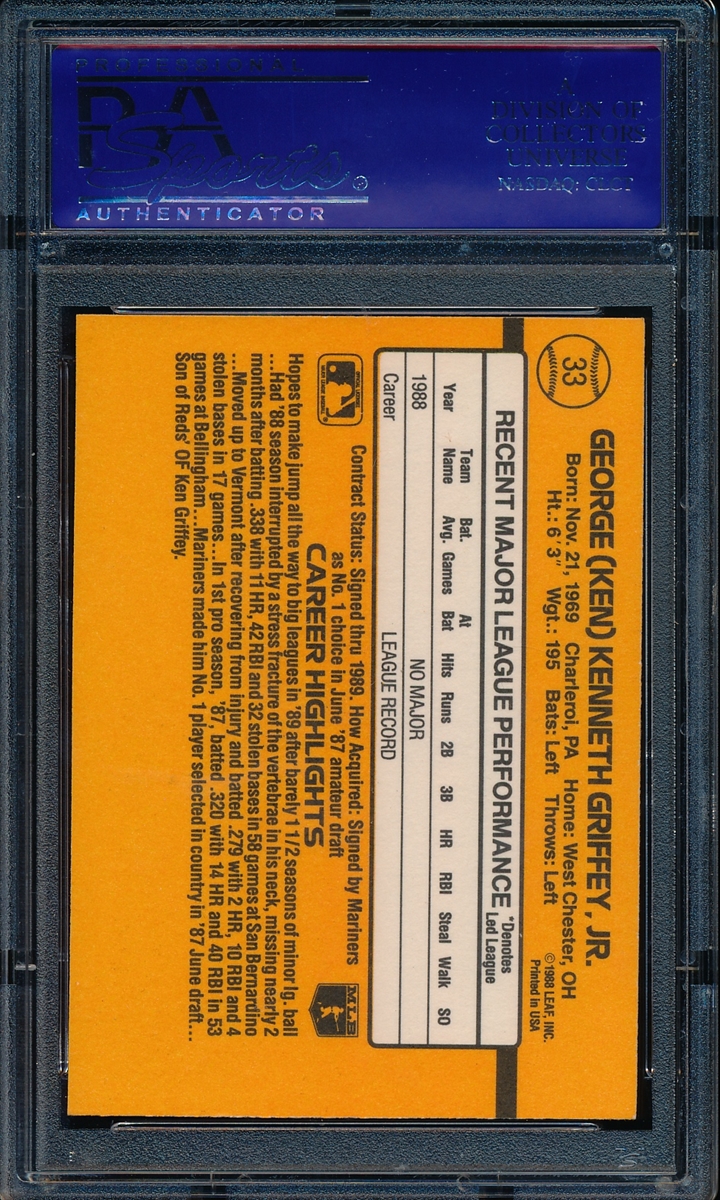 PROFESSIONAL
PSA
Sports ®
AUTHENTICATOR
A
DIVISION OF
COLLECTORS
UNIVERSE
NASDAQ: CLCT
33
GEORGE (KEN) KENNETH GRIFFEY, JR.
Born: Nov. 21, 1969 Charleroi, PA Home: West Chester, OH
Ht.: 6' 3" Wgt.: 195 Bats: Left Throws: Left
©1988 LEAF, INC.
Printed in USA
RECENT MAJOR LEAGUE PERFORMANCE
*Denotes
Led League
Year Team Name Bat. Avg. Games At Bat Hits Runs 2B 3B HR RBI Steal Walk SO
1988 NO MAJOR
Career LEAGUE RECORD
Contract Status: Signed thru 1989. How Acquired: Signed by Mariners
as No. 1 choice in June '87 amateur draft
CAREER HIGHLIGHTS
MLB
Hopes to make jump all the way to big leagues in '89 after barely 1 1/2 seasons of minor lg. ball
...Had '88 season interrupted by a stress fracture of the vertebrae in his neck, missing nearly 2
months after batting .338 with 11 HR, 42 RBI and 32 stolen bases in 58 games at San Bernardino
...Moved up to Vermont after recovering from injury and batted .279 with 2 HR, 10 RBI and 4
stolen bases in 17 games...In 1st pro season, '87, batted .320 with 14 HR and 40 RBI in 53
games at Bellingham...Mariners made him No. 1 player selected in country in '87 June draft...
Son of Reds' OF Ken Griffey.